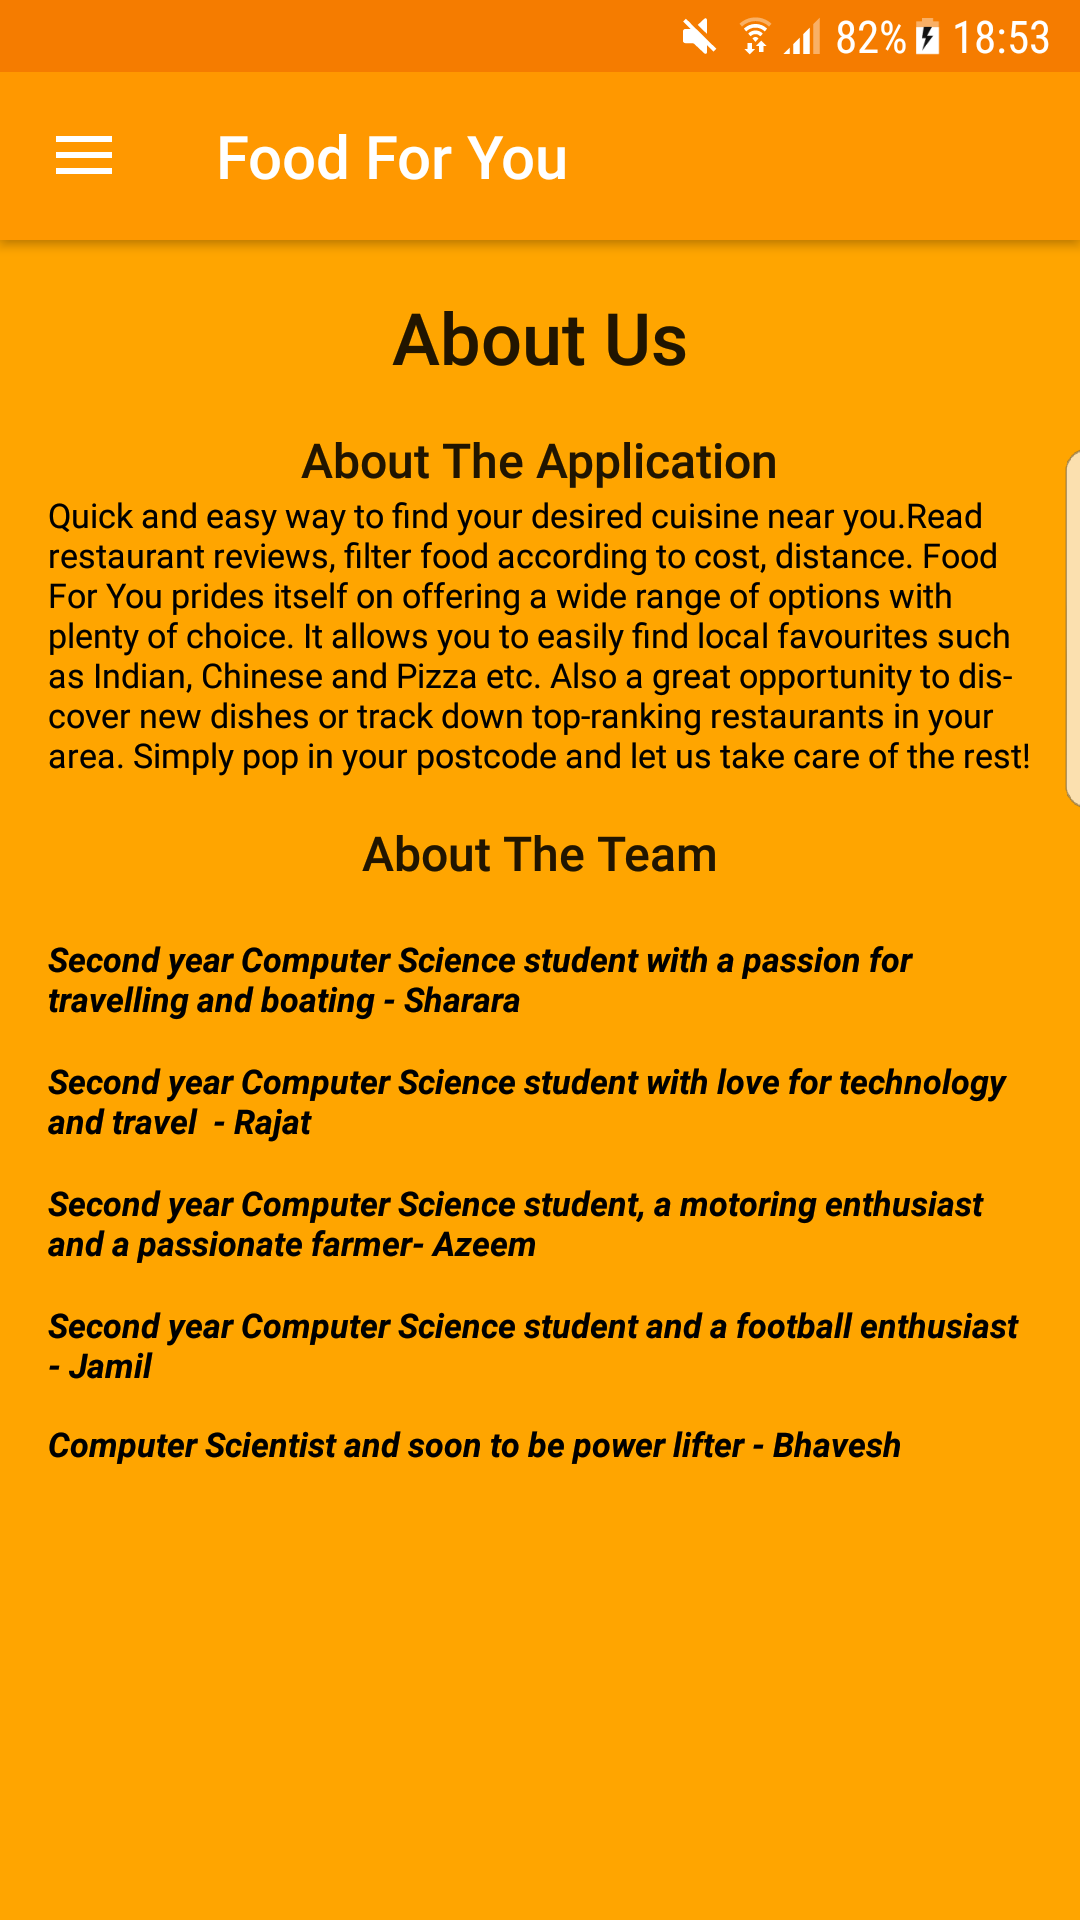 82% 18:53
Food For You
About Us
About The Application
Quick and easy way to find your desired cuisine near you.Read
restaurant reviews, filter food according to cost, distance. Food
For You prides itself on offering a wide range of options with
plenty of choice. It allows you to easily find local favourites such
as Indian, Chinese and Pizza etc. Also a great opportunity to dis-
cover new dishes or track down top-ranking restaurants in your
area. Simply pop in your postcode and let us take care of the rest!
About The Team
Second year Computer Science student with a passion for
travelling and boating - Sharara
Second year Computer Science student with love for technology
and travel  - Rajat
Second year Computer Science student, a motoring enthusiast
and a passionate farmer- Azeem
Second year Computer Science student and a football enthusiast
- Jamil
Computer Scientist and soon to be power lifter - Bhavesh